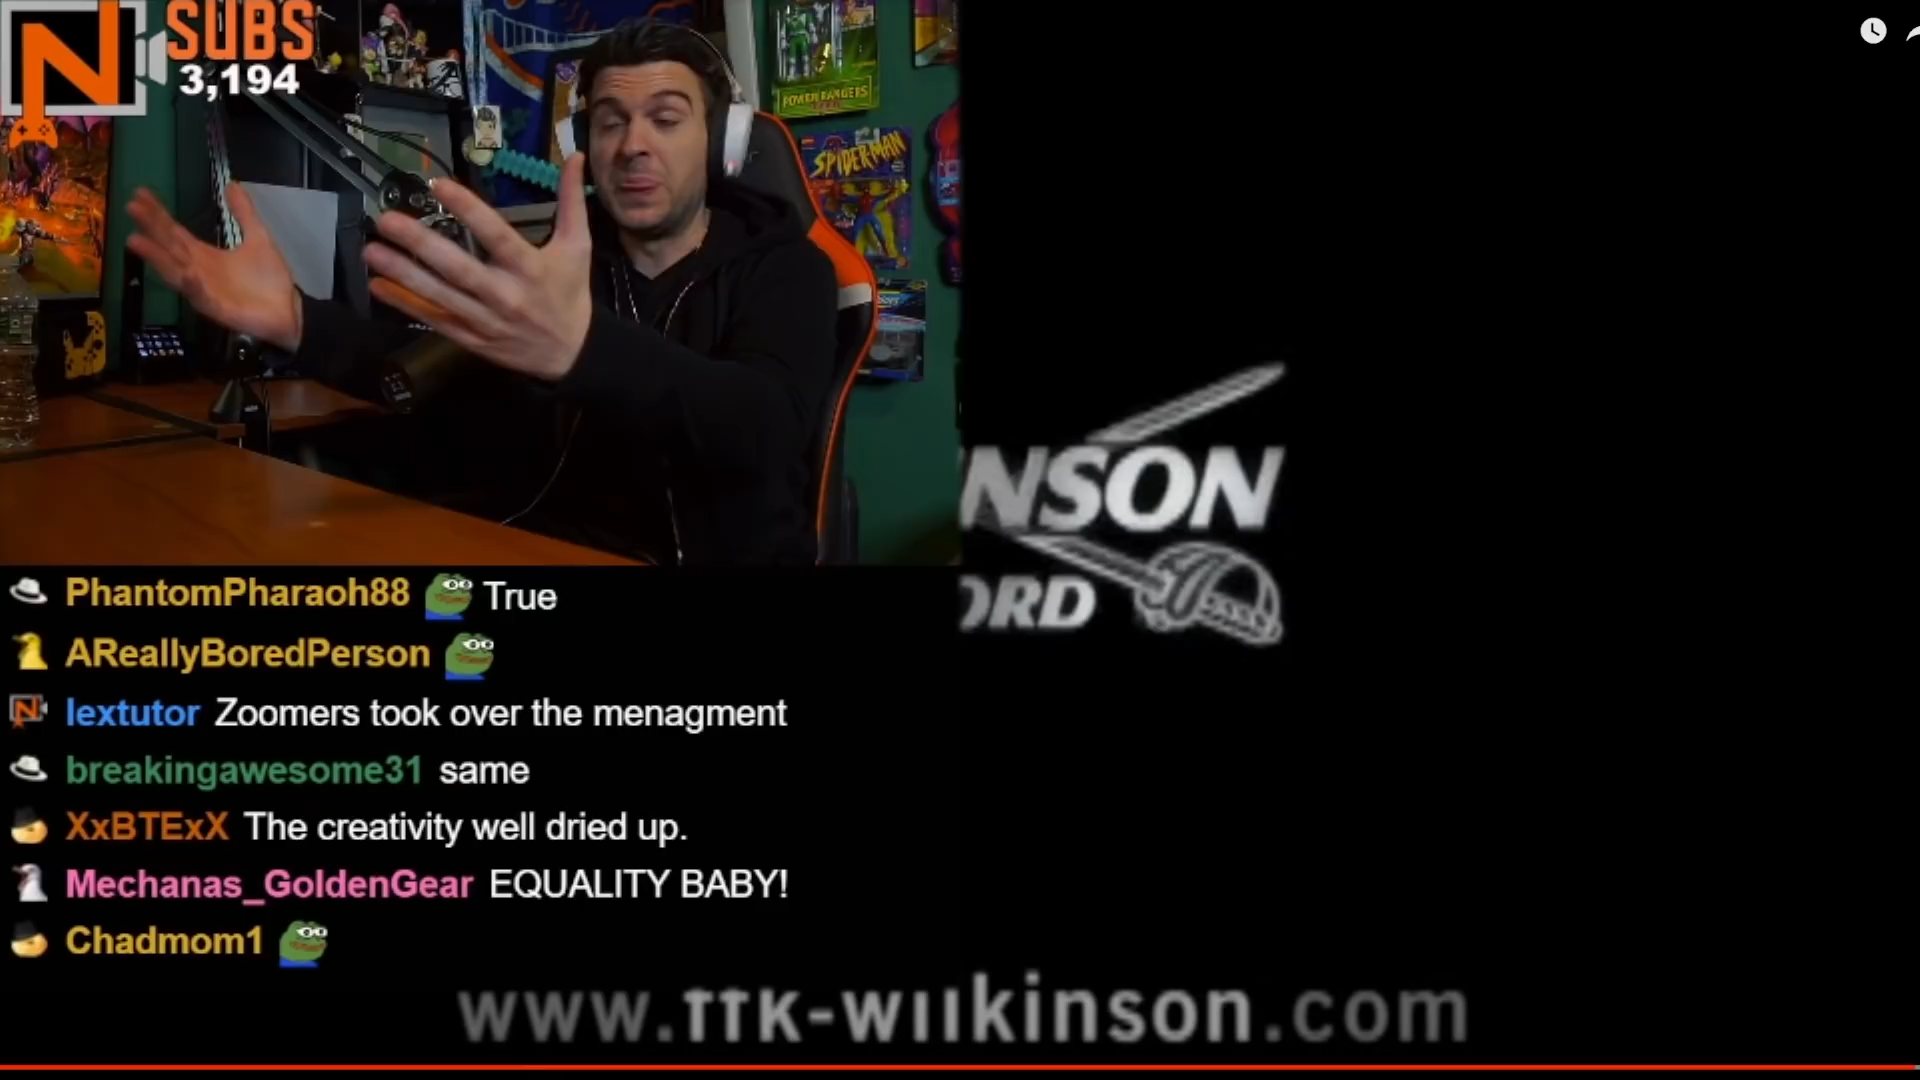 SUBS
3,194
POWER RANGERS
SPIDER-MAN
NSON
ORD
PhantomPharaoh88 True
AReallyBoredPerson
lextutor Zoomers took over the menagment
breakingawesome31 same
XxBTExX The creativity well dried up.
Mechanas_GoldenGear EQUALITY BABY!
Chadmom1
www.ttk-wilkinson.com